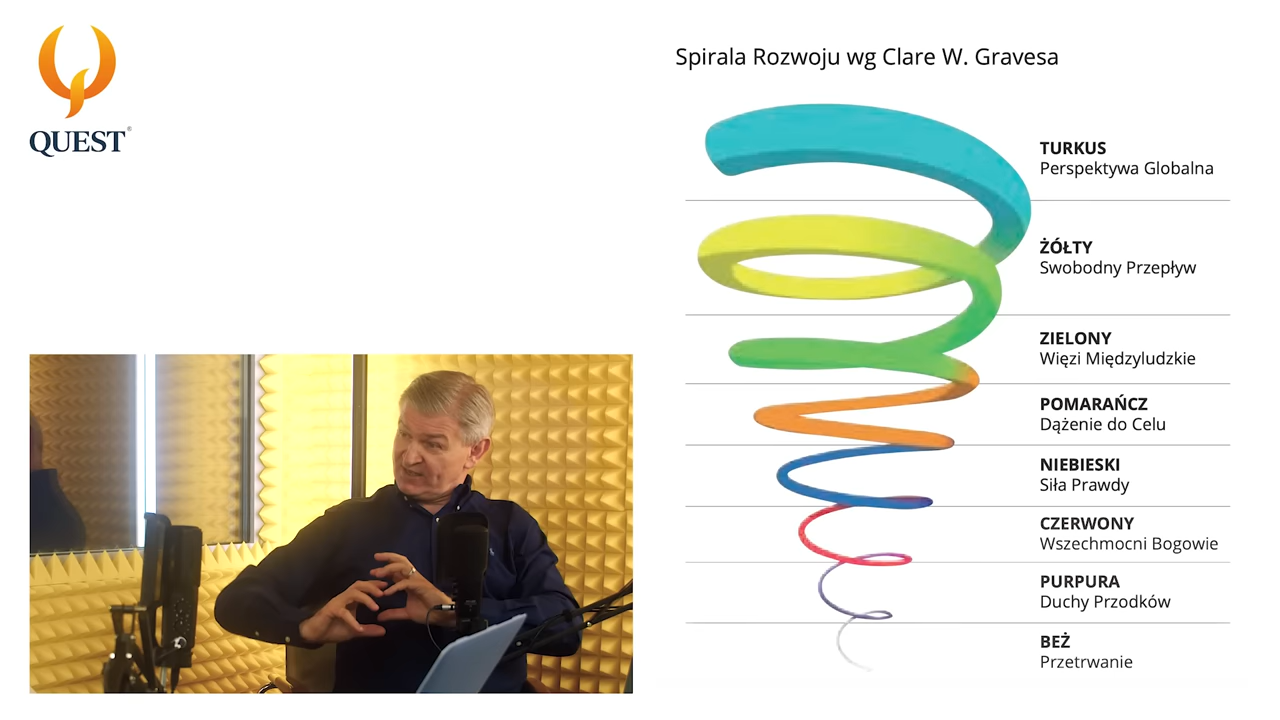 QUEST®
Spirala Rozwoju wg Clare W. Gravesa
TURKUS
Perspektywa Globalna
ŻÓŁTY
Swobodny Przepływ
ZIELONY
Więzi Międzyludzkie
POMARAŃCZ
Dążenie do Celu
NIEBIESKI
Siła Prawdy
CZERWONY
Wszechmocni Bogowie
PURPURA
Duchy Przodków
BEŻ
Przetrwanie